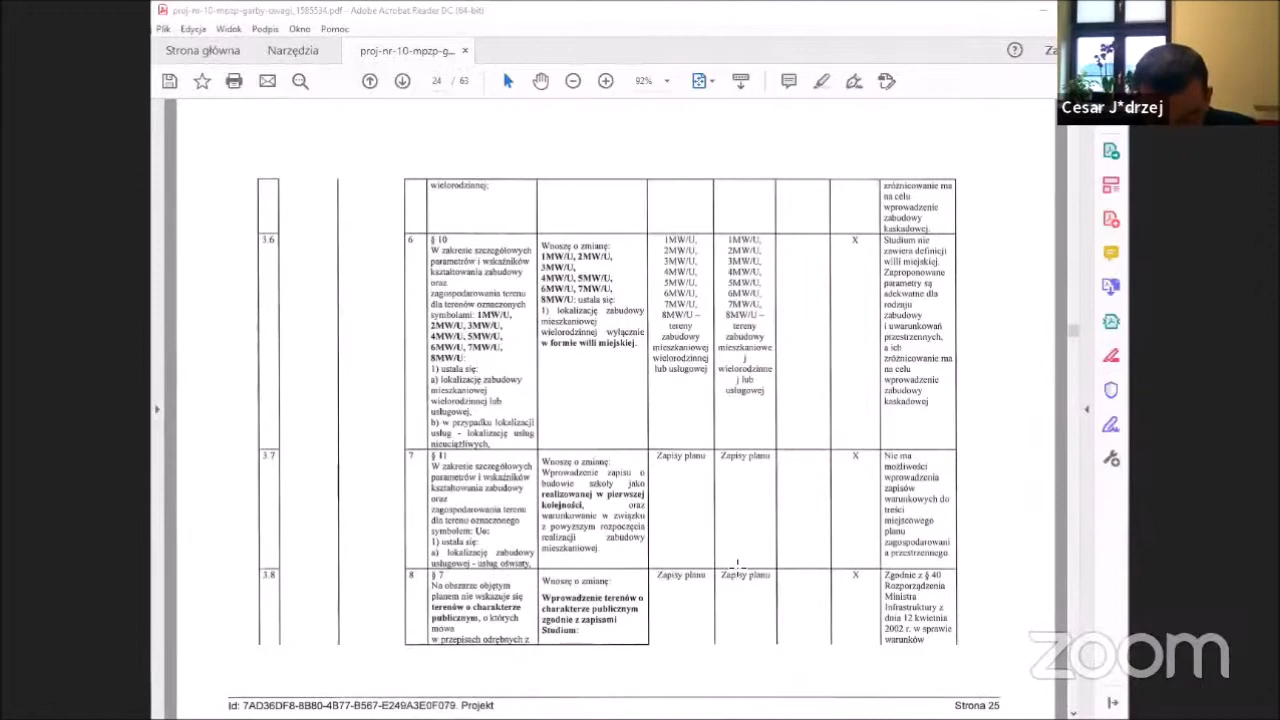 proj-nr-10-mpzp-garby-uwagi_1585534.pdf - Adobe Acrobat Reader DC (64-bit)
Plik Edycja Widok Podpis Okno Pomoc
Strona główna Narzędzia proj-nr-10-mpzp-g... × Za
24 / 63 92%
Cesar J*drzej
wielorodzinnej;
zróżnicowanie ma
na celu
wprowadzenie
zabudowy
kaskadowej.
3.6
6
§ 10
W zakresie szczegółowych
parametrów i wskaźników
kształtowania zabudowy
oraz
zagospodarowania terenu
dla terenów oznaczonych
symbolami: 1MW/U,
2MW/U, 3MW/U,
4MW/U, 5MW/U,
6MW/U, 7MW/U,
8MW/U:
1) ustala się:
a) lokalizację zabudowy
mieszkaniowej
wielorodzinnej lub
usługowej,
b) w przypadku lokalizacji
usług - lokalizację usług
nieuciążliwych,
Wnoszę o zmianę:
1MW/U, 2MW/U,
3MW/U,
4MW/U, 5MW/U,
6MW/U, 7MW/U,
8MW/U: ustala się:
1) lokalizację zabudowy
mieszkaniowej
wielorodzinnej wyłącznie
w formie willi miejskiej.
1MW/U,
2MW/U,
3MW/U,
4MW/U,
5MW/U,
6MW/U,
7MW/U,
8MW/U –
tereny
zabudowy
mieszkaniowej
wielorodzinnej
lub usługowej
1MW/U,
2MW/U,
3MW/U,
4MW/U,
5MW/U,
6MW/U,
7MW/U,
8MW/U –
tereny
zabudowy
mieszkaniowe
j
wielorodzinne
j lub
usługowej
X
Studium nie
zawiera definicji
willi miejskiej.
Zaproponowane
parametry są
adekwatne dla
rodzaju
zabudowy
i uwarunkowań
przestrzennych,
a ich
zróżnicowanie ma
na celu
wprowadzenie
zabudowy
kaskadowej
3.7
7
§ 11
W zakresie szczegółowych
parametrów i wskaźników
kształtowania zabudowy
oraz
zagospodarowania terenu
dla terenu oznaczonego
symbolem: Uo:
1) ustala się:
a) lokalizację zabudowy
usługowej - usług oświaty,
Wnoszę o zmianę:
Wprowadzenie zapisu o
budowie szkoły jako
realizowanej w pierwszej
kolejności, oraz
warunkowanie w związku
z powyższym rozpoczęcia
realizacji zabudowy
mieszkaniowej.
Zapisy planu
Zapisy planu
X
Nie ma
możliwości
wprowadzenia
zapisów
warunkowych do
treści
miejscowego
planu
zagospodarowani
a przestrzennego
3.8
8
§ 7
Na obszarze objętym
planem nie wskazuje się
terenów o charakterze
publicznym, o których
mowa
w przepisach odrębnych z
Wnoszę o zmianę:
Wprowadzenie terenów o
charakterze publicznym
zgodnie z zapisami
Studium:
Zapisy planu
Zapisy planu
X
Zgodnie z § 40
Rozporządzenia
Ministra
Infrastruktury z
dnia 12 kwietnia
2002 r. w sprawie
warunków
Id: 7AD36DF8-8B80-4B77-B567-E249A3E0F079. Projekt Strona 25
zoom